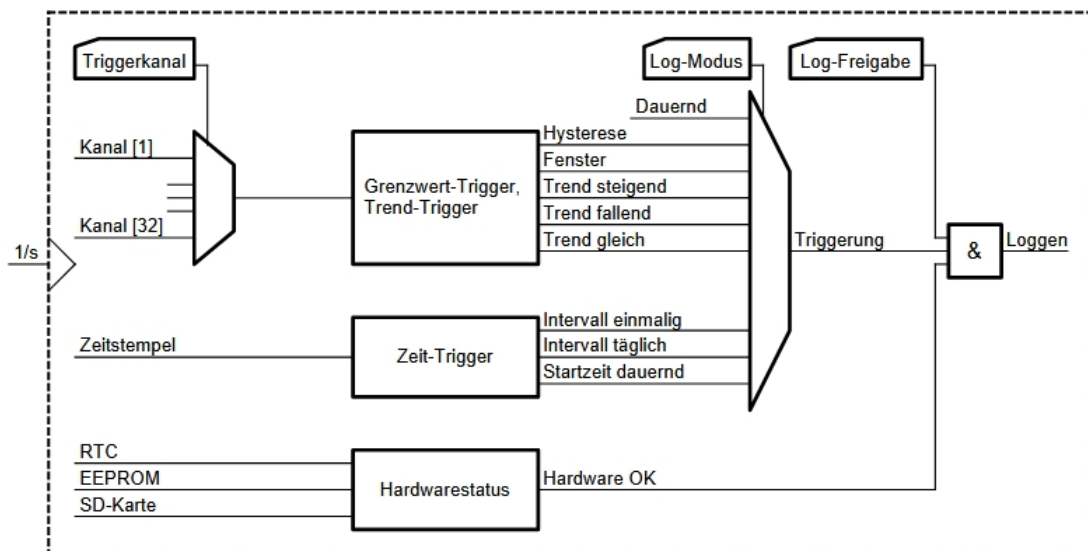 Triggerkanal
Log-Modus
Log-Freigabe
Dauernd
Kanal [1]
Hysterese
Fenster
Grenzwert-Trigger,
Trend-Trigger
Trend steigend
Trend fallend
Kanal [32]
Trend gleich
1/s
Triggerung
&
Loggen
Zeitstempel
Zeit-Trigger
Intervall einmalig
Intervall täglich
Startzeit dauernd
RTC
EEPROM
SD-Karte
Hardwarestatus
Hardware OK